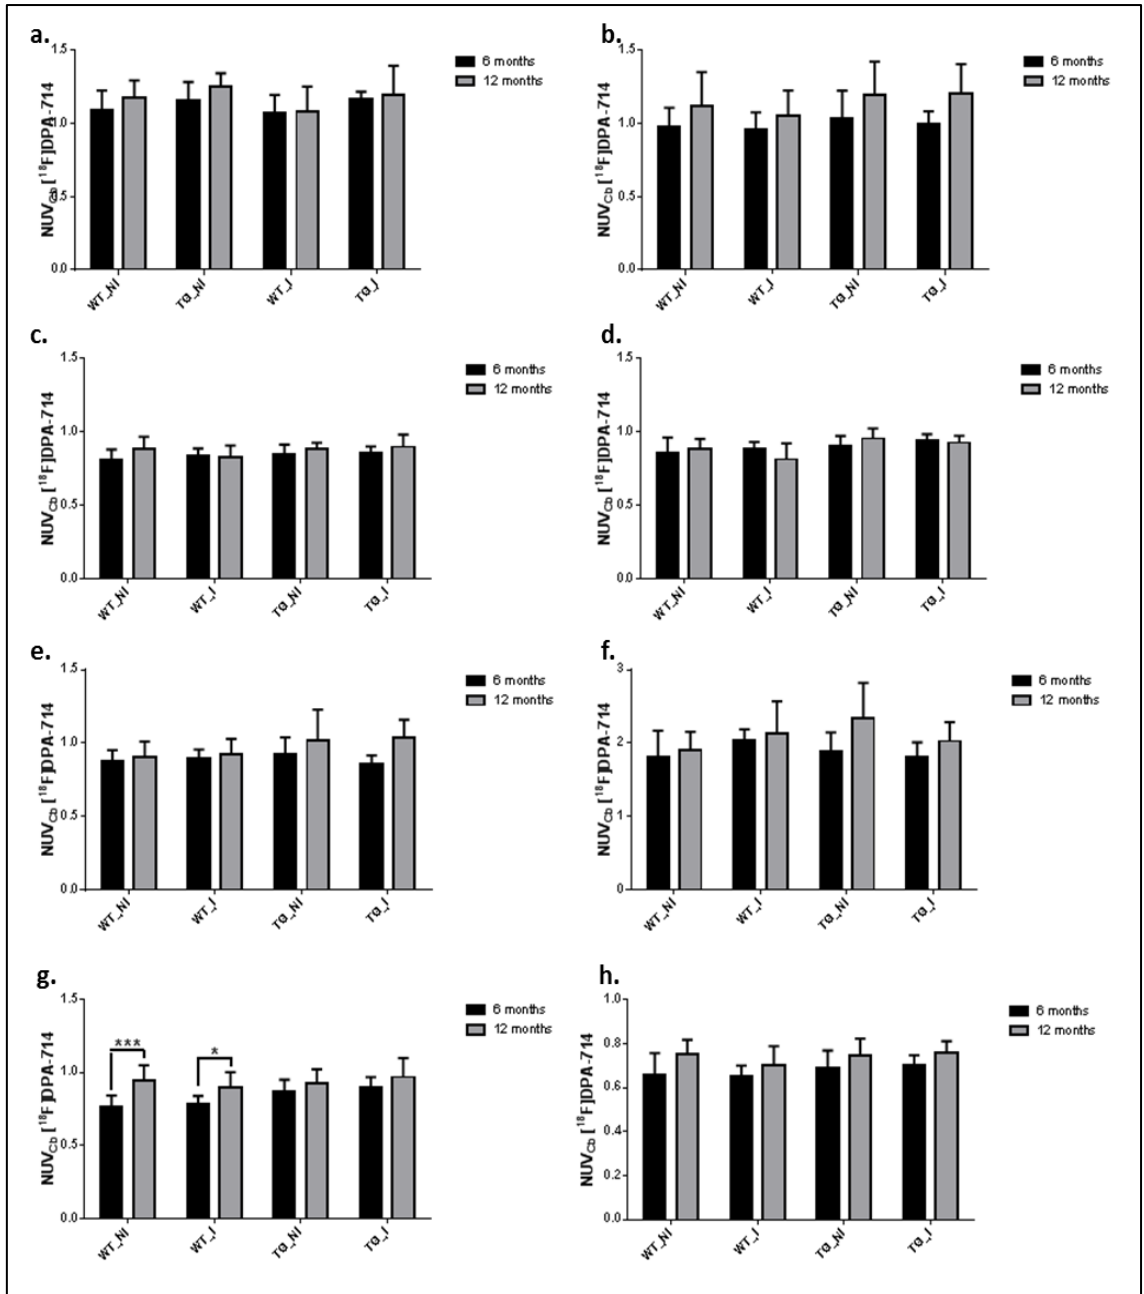 a.
NUVCb [18F]DPA-714
1.5
1.0
0.5
0.0
WT_NI
TG_NI
WT_I
TG_I
6 months
12 months
b.
NUVCb [18F]DPA-714
1.5
1.0
0.5
0.0
WT_NI
WT_I
TG_NI
TG_I
6 months
12 months
c.
NUVCb [18F]DPA-714
1.5
1.0
0.5
0.0
WT_NI
WT_I
TG_NI
TG_I
6 months
12 months
d.
NUVCb [18F]DPA-714
1.5
1.0
0.5
0.0
WT_NI
WT_I
TG_NI
TG_I
6 months
12 months
e.
NUVCb [18F]DPA-714
1.5
1.0
0.5
0.0
WT_NI
WT_I
TG_NI
TG_I
6 months
12 months
f.
NUVCb [18F]DPA-714
3
2
1
0
WT_NI
WT_I
TG_NI
TG_I
6 months
12 months
g.
NUVCb [18F]DPA-714
1.5
1.0
0.5
0.0
***
*
WT_NI
WT_I
TG_NI
TG_I
6 months
12 months
h.
NUVCb [18F]DPA-714
1.0
0.8
0.6
0.4
0.2
0.0
WT_NI
WT_I
TG_NI
TG_I
6 months
12 months